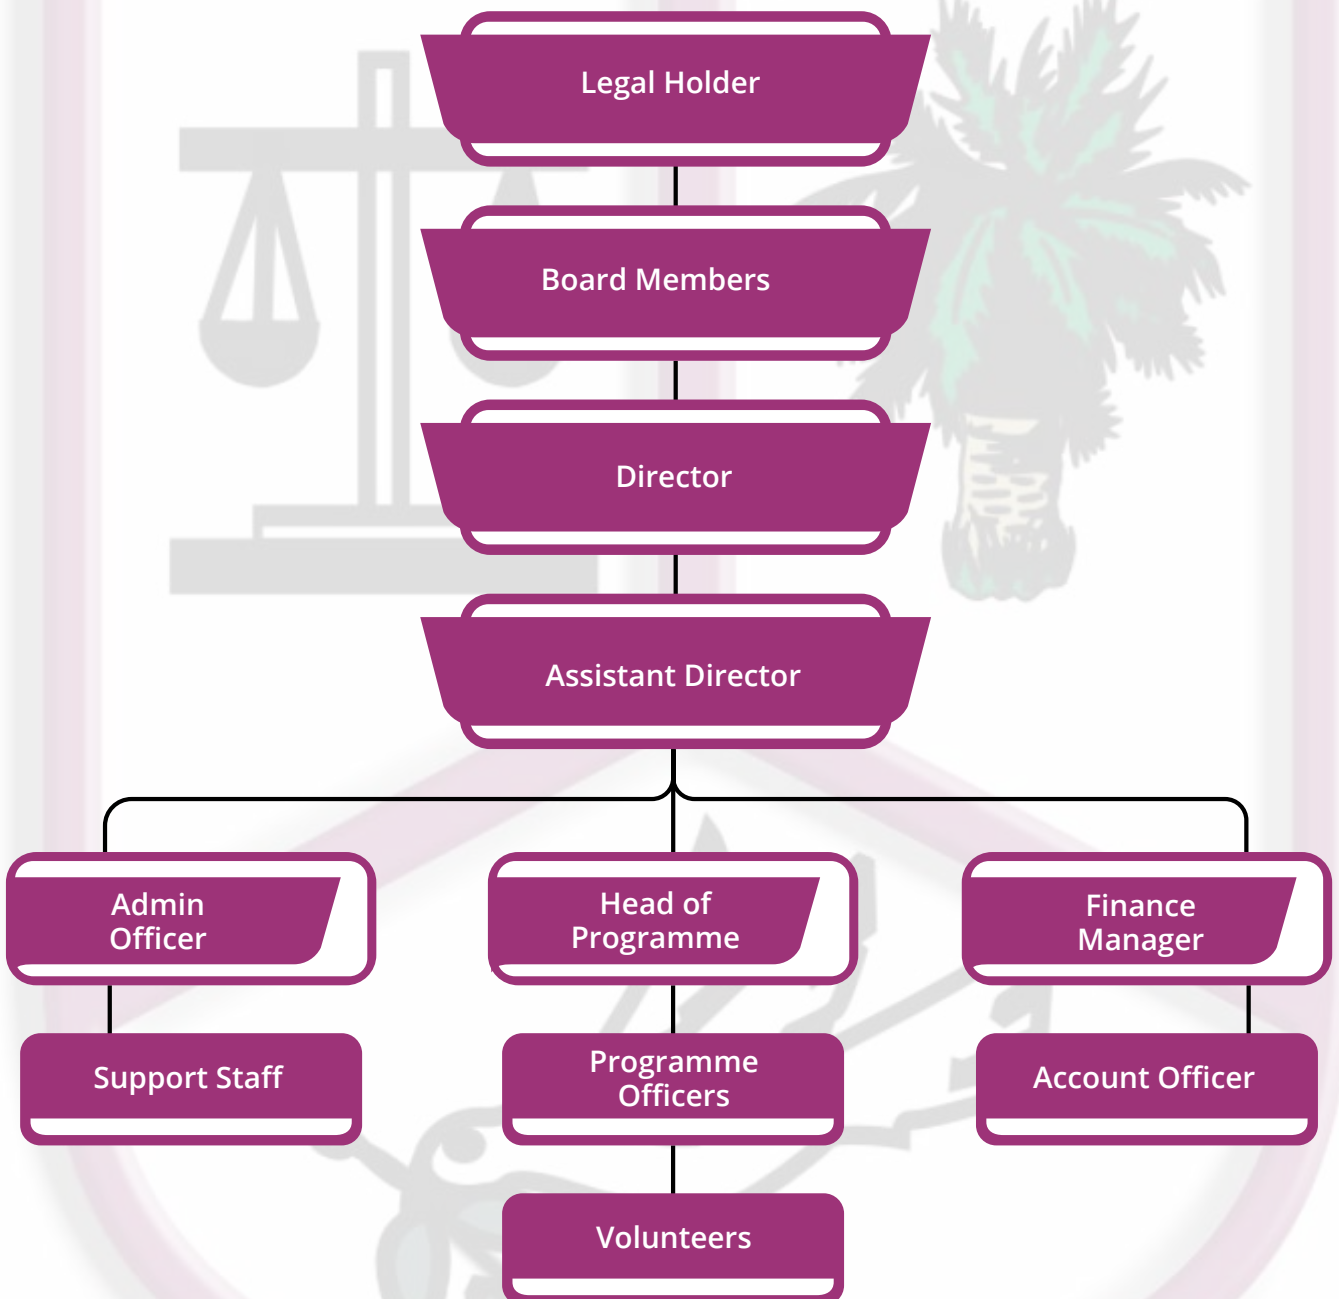 Legal Holder
Board Members
Director
Assistant Director
Admin
Officer
Head of
Programme
Finance
Manager
Support Staff
Programme
Officers
Account Officer
Volunteers